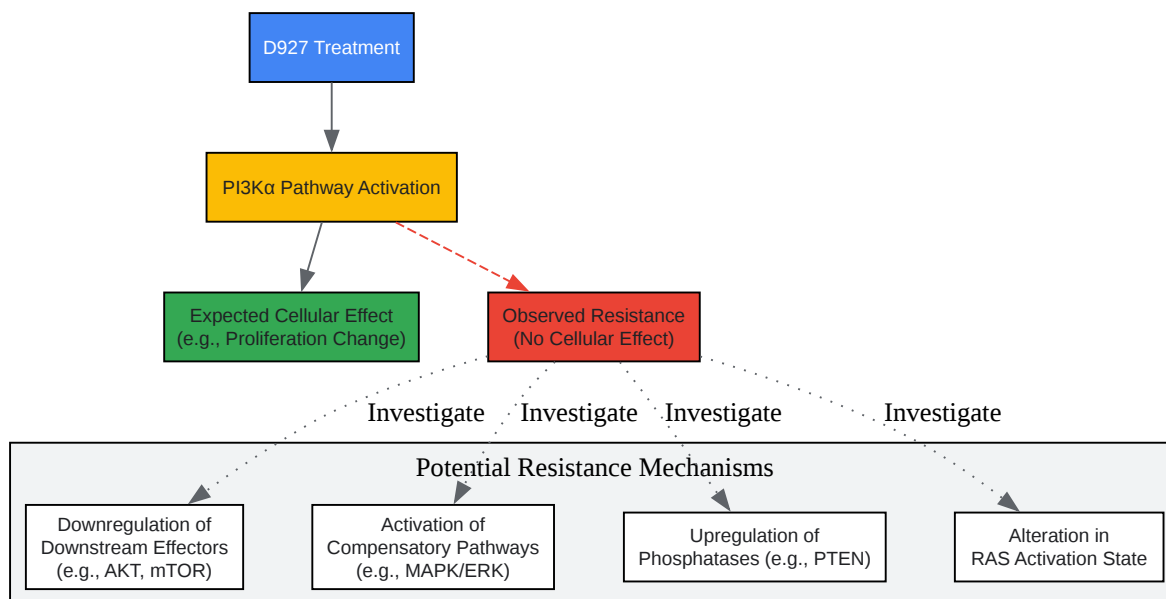 D927 Treatment
PI3Kα Pathway Activation
Expected Cellular Effect
(e.g., Proliferation Change)
Observed Resistance
(No Cellular Effect)
Investigate
Investigate
Investigate
Investigate
Potential Resistance Mechanisms
Downregulation of
Downstream Effectors
(e.g., AKT, mTOR)
Activation of
Compensatory Pathways
(e.g., MAPK/ERK)
Upregulation of
Phosphatases (e.g., PTEN)
Alteration in
RAS Activation State